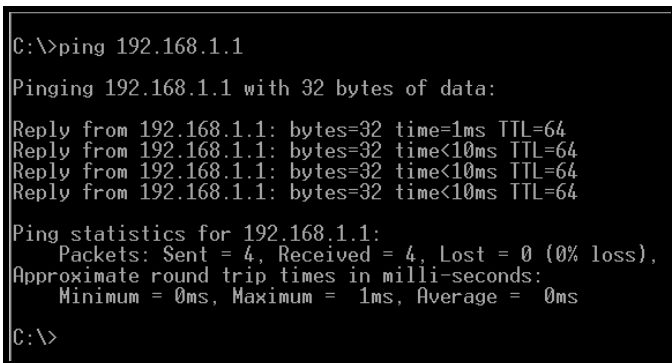 C:\>ping 192.168.1.1
Pinging 192.168.1.1 with 32 bytes of data:
Reply from 192.168.1.1: bytes=32 time=1ms TTL=64
Reply from 192.168.1.1: bytes=32 time<10ms TTL=64
Reply from 192.168.1.1: bytes=32 time<10ms TTL=64
Reply from 192.168.1.1: bytes=32 time<10ms TTL=64
Ping statistics for 192.168.1.1:
    Packets: Sent = 4, Received = 4, Lost = 0 (0% loss),
Approximate round trip times in milli-seconds:
    Minimum = 0ms, Maximum =  1ms, Average =  0ms
C:\>